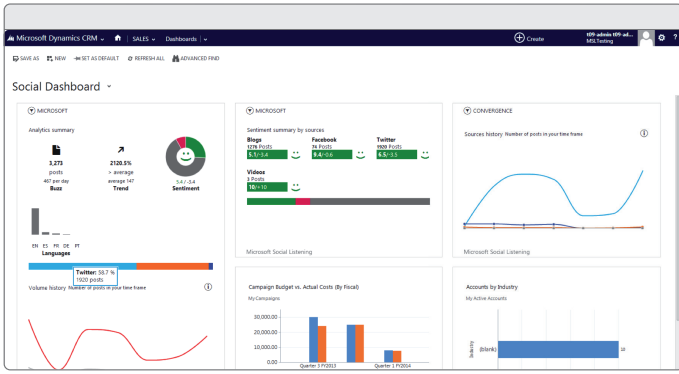 Microsoft Dynamics CRM
SALES
Dashboards
Create
t09-admin t09-ad...
MSLTesting
?
SAVE AS
NEW
SET AS DEFAULT
REFRESH ALL
ADVANCED FIND
Social Dashboard
MICROSOFT
Analytics summary
3,273
posts
467 per day
Buzz
2120.5%
> average
average 147
Trend
5.4/-3.4
Sentiment
EN ES FR DE PT
Languages
Twitter: 58.7 %
1920 posts
Volume history Number of posts in your time frame
MICROSOFT
Sentiment summary by sources
Blogs
1276 Posts
5.1/-3.4
Facebook
74 Posts
9.4/-0.6
Twitter
1920 Posts
6.5/-3.5
Videos
3 Posts
10/+10
Microsoft Social Listening
CONVERGENCE
Sources history Number of posts in your time frame
Microsoft Social Listening
Campaign Budget vs. Actual Costs (By Fiscal)
My Campaigns
30,000.00
20,000.00
10,000.00
0.00
Quarter 3 FY2013
Quarter 1 FY2014
Accounts by Industry
My Active Accounts
Industry
(blank)